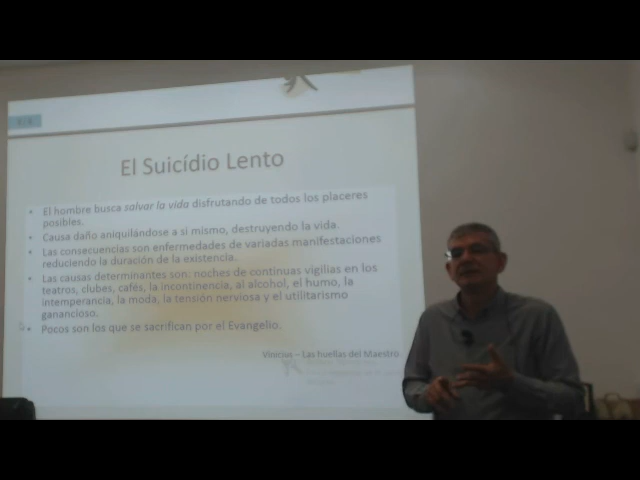 El Suicídio Lento
• El hombre busca salvar la vida disfrutando de todos los placeres
posibles.
• Causa daño aniquilándose a si mismo, destruyendo la vida.
• Las consecuencias son enfermedades de variadas manifestaciones
reduciendo la duración de la existencia.
• Las causas determinantes son: noches de continuas vigilias en los
teatros, clubes, cafés, la incontinencia, al alcohol, el humo, la
intemperancia, la moda, la tensión nerviosa y el utilitarismo
ganancioso.
• Pocos son los que se sacrifican por el Evangelio.
Vinicius – Las huellas del Maestro